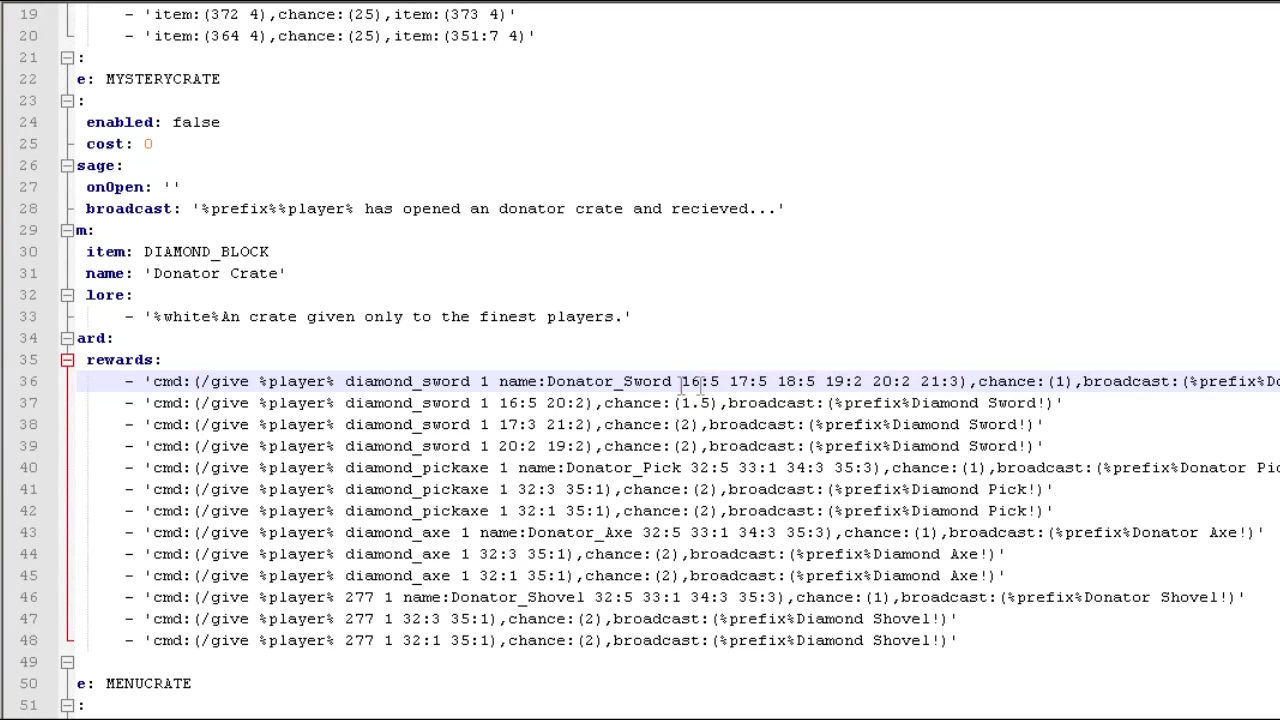 19 - 'item:(372 4),chance:(25),item:(373 4)'
20 - 'item:(364 4),chance:(25),item:(351:7 4)'
21 :
22 e: MYSTERYCRATE
23 :
24 enabled: false
25 cost: 0
26 sage:
27 onOpen: ''
28 broadcast: '%prefix%%player% has opened an donator crate and recieved...'
29 m:
30 item: DIAMOND_BLOCK
31 name: 'Donator Crate'
32 lore:
33 - '%white%An crate given only to the finest players.'
34 ard:
35 rewards:
36 - 'cmd:(/give %player% diamond_sword 1 name:Donator_Sword 16:5 17:5 18:5 19:2 20:2 21:3),chance:(1),broadcast:(%prefix%Do
37 - 'cmd:(/give %player% diamond_sword 1 16:5 20:2),chance:(1.5),broadcast:(%prefix%Diamond Sword!)'
38 - 'cmd:(/give %player% diamond_sword 1 17:3 21:2),chance:(2),broadcast:(%prefix%Diamond Sword!)'
39 - 'cmd:(/give %player% diamond_sword 1 20:2 19:2),chance:(2),broadcast:(%prefix%Diamond Sword!)'
40 - 'cmd:(/give %player% diamond_pickaxe 1 name:Donator_Pick 32:5 33:1 34:3 35:3),chance:(1),broadcast:(%prefix%Donator Pic
41 - 'cmd:(/give %player% diamond_pickaxe 1 32:3 35:1),chance:(2),broadcast:(%prefix%Diamond Pick!)'
42 - 'cmd:(/give %player% diamond_pickaxe 1 32:1 35:1),chance:(2),broadcast:(%prefix%Diamond Pick!)'
43 - 'cmd:(/give %player% diamond_axe 1 name:Donator_Axe 32:5 33:1 34:3 35:3),chance:(1),broadcast:(%prefix%Donator Axe!)'
44 - 'cmd:(/give %player% diamond_axe 1 32:3 35:1),chance:(2),broadcast:(%prefix%Diamond Axe!)'
45 - 'cmd:(/give %player% diamond_axe 1 32:1 35:1),chance:(2),broadcast:(%prefix%Diamond Axe!)'
46 - 'cmd:(/give %player% 277 1 name:Donator_Shovel 32:5 33:1 34:3 35:3),chance:(1),broadcast:(%prefix%Donator Shovel!)'
47 - 'cmd:(/give %player% 277 1 32:3 35:1),chance:(2),broadcast:(%prefix%Diamond Shovel!)'
48 - 'cmd:(/give %player% 277 1 32:1 35:1),chance:(2),broadcast:(%prefix%Diamond Shovel!)'
49
50 e: MENUCRATE
51 :